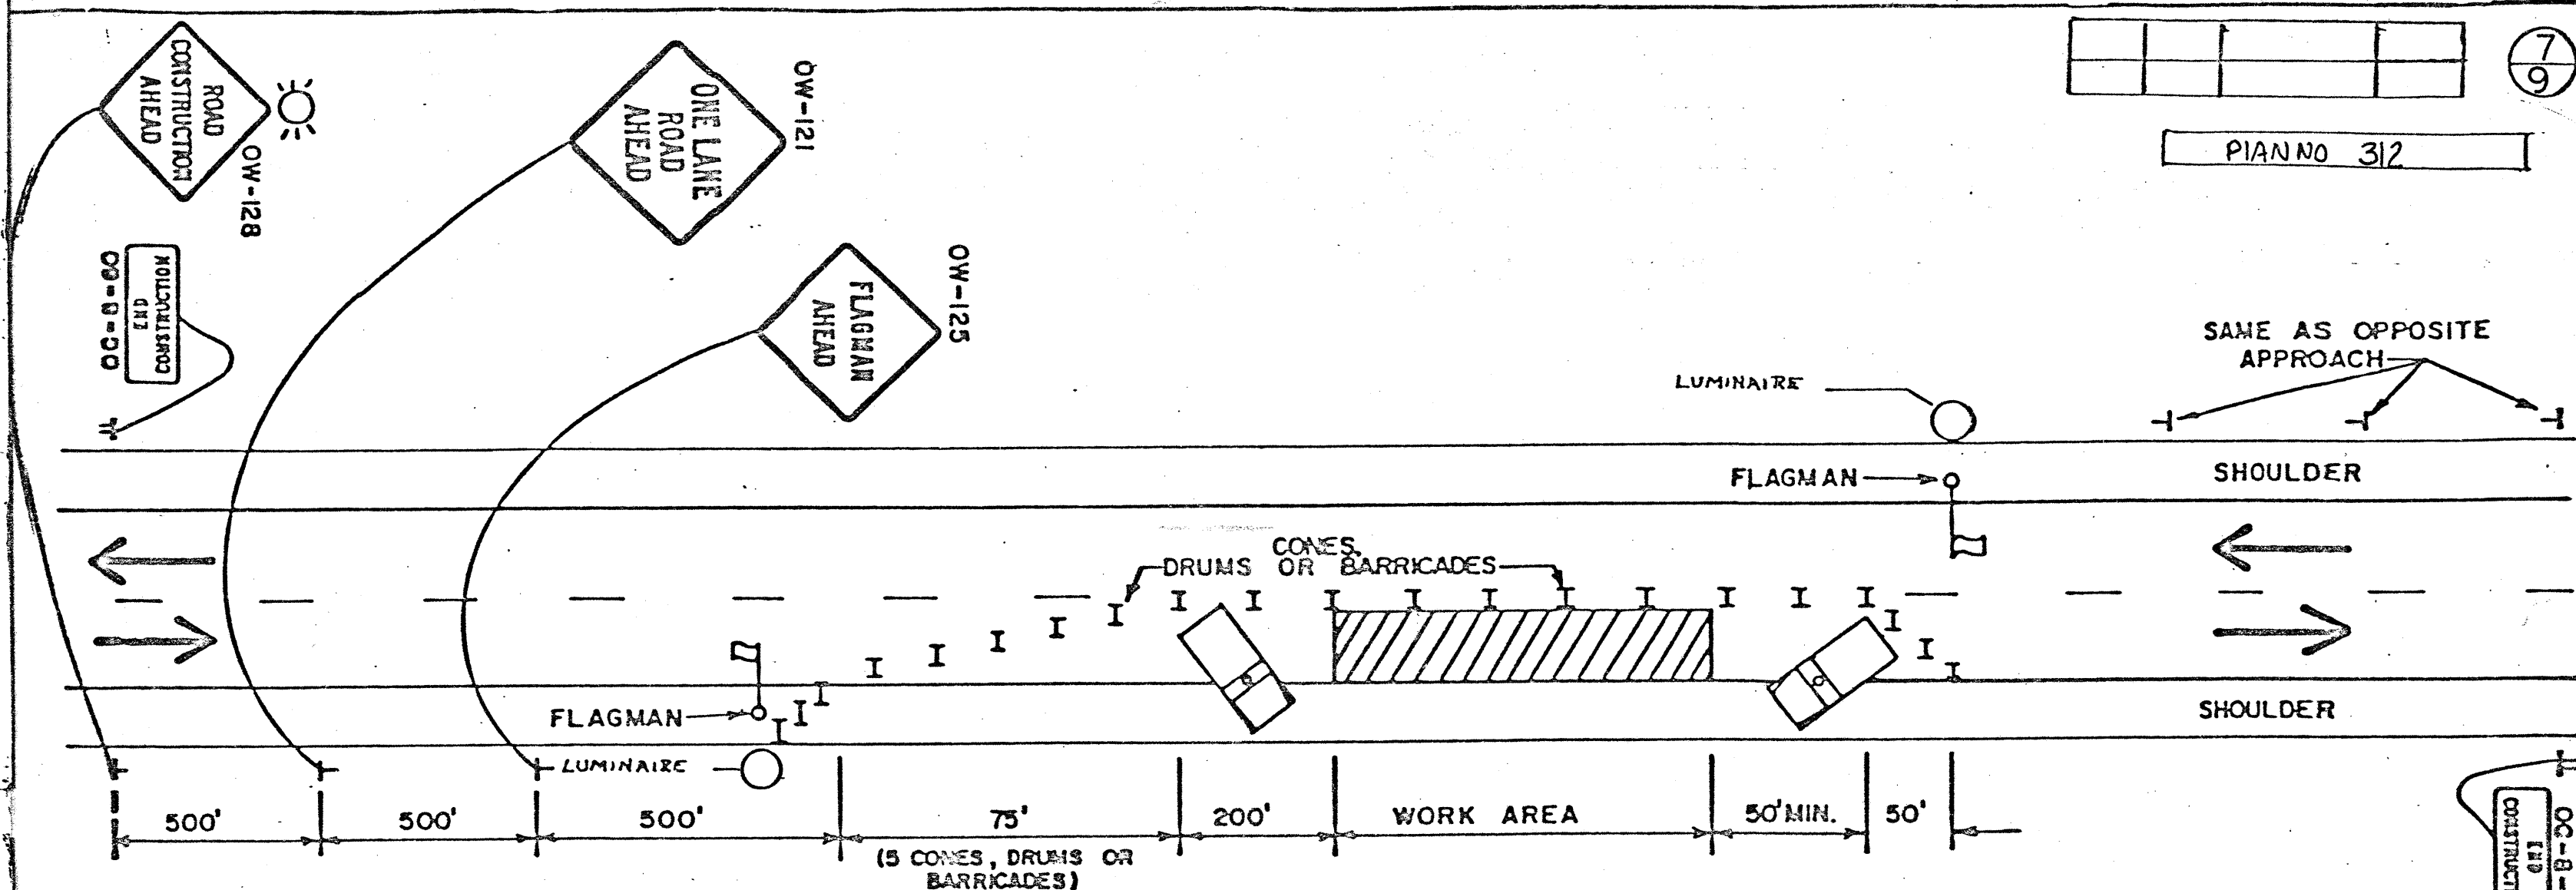 ROAD
CONSTRUCTION
AHEAD
OW-128
ONE LANE
ROAD
AHEAD
OW-121
7
9
PLAN NO 312
END
CONSTRUCTION
FLAGMAN
AHEAD
OW-125
SAME AS OPPOSITE
APPROACH
LUMINAIRE
FLAGMAN
SHOULDER
CONES,
DRUMS OR BARRICADES
FLAGMAN
SHOULDER
LUMINAIRE
500'
500'
500'
75'
200'
WORK AREA
50' MIN.
50'
(5 CONES, DRUMS OR
BARRICADES)
END